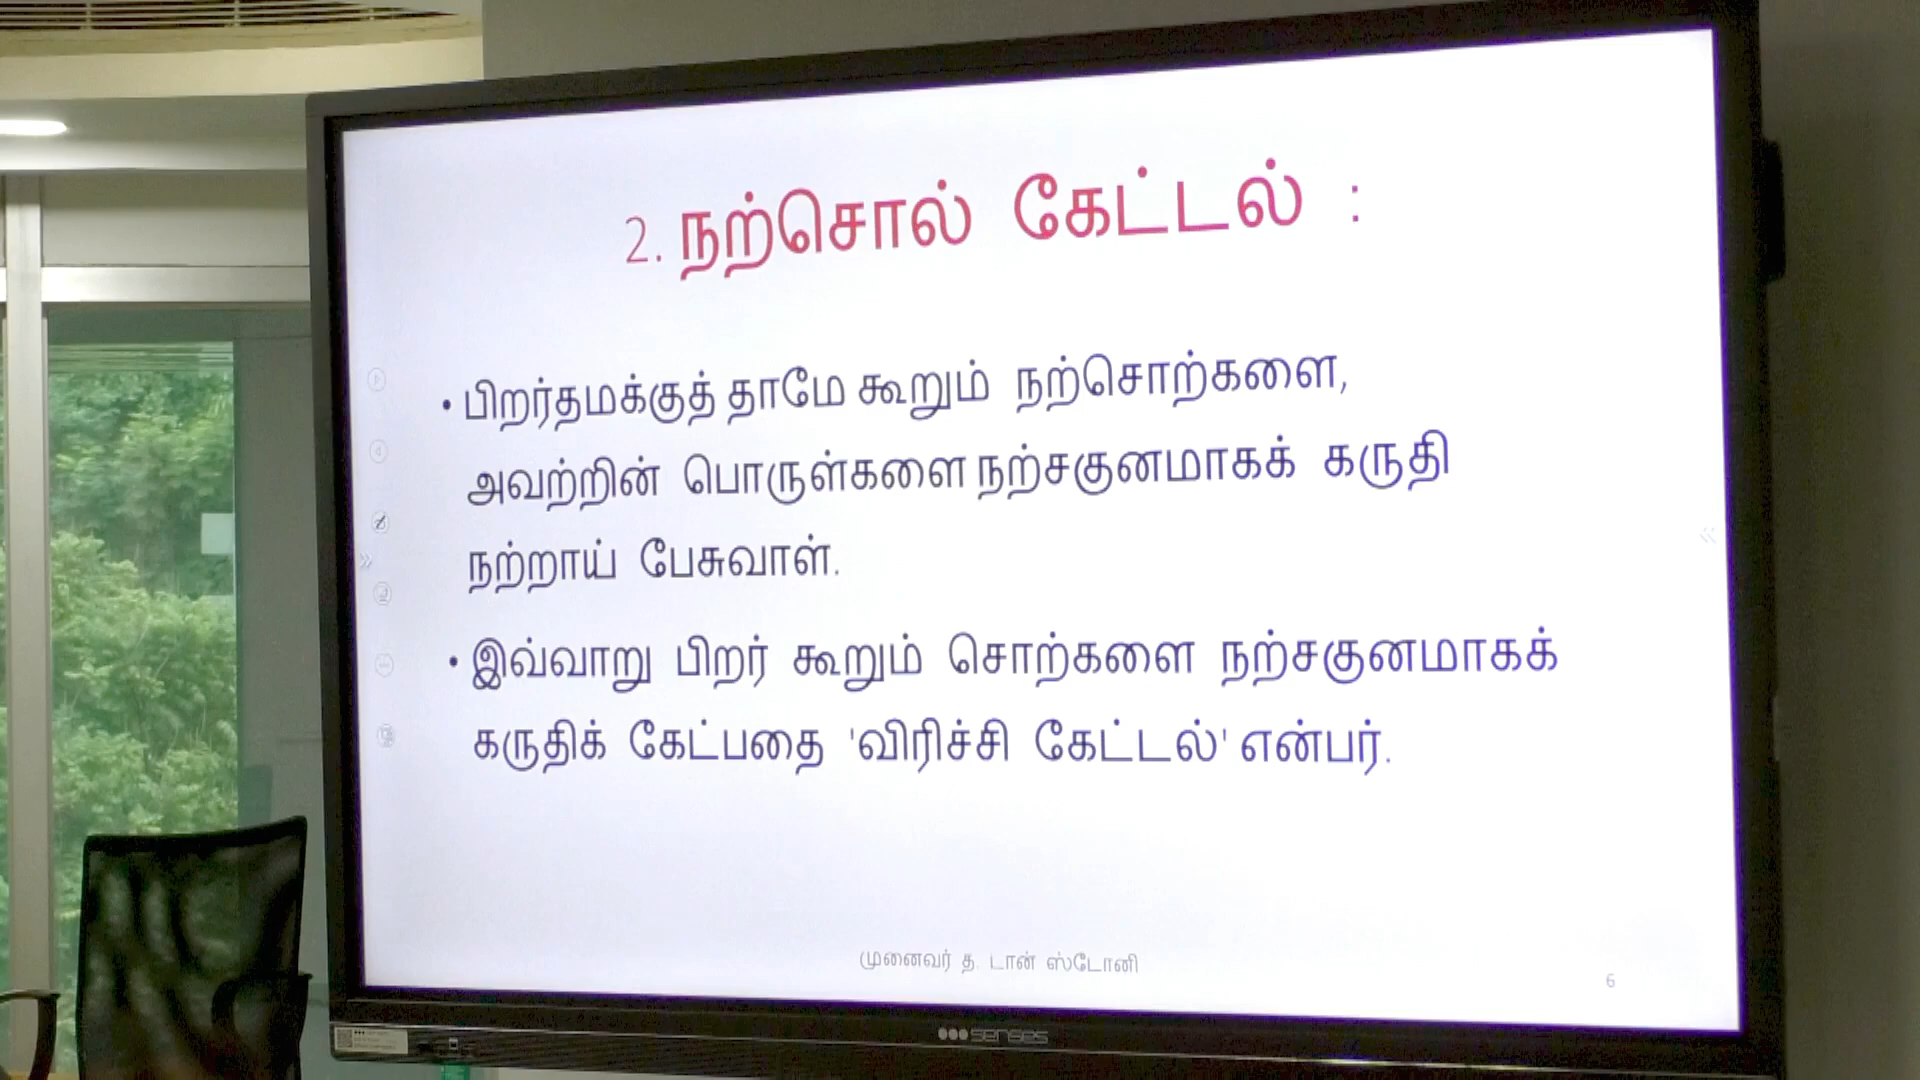 2. நற்சொல் கேட்டல் :
• பிறர்தமக்குத் தாமே கூறும் நற்சொற்களை,
அவற்றின் பொருள்களை நற்சகுனமாகக் கருதி
நற்றாய் பேசுவாள்.
• இவ்வாறு பிறர் கூறும் சொற்களை நற்சகுனமாகக்
கருதிக் கேட்பதை 'விரிச்சி கேட்டல்' என்பர்.
முனைவர் த. டான் ஸ்டோனி
6
senses